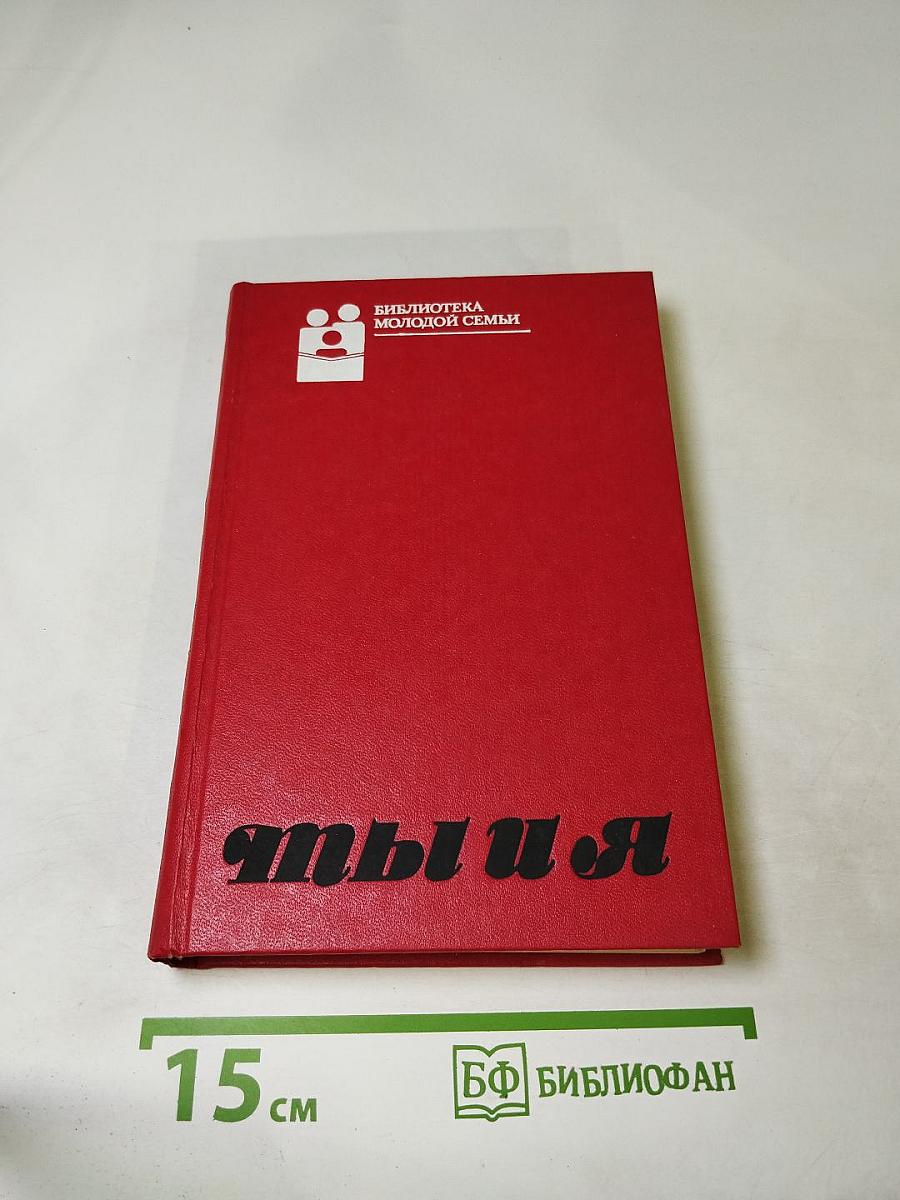 БИБЛИОТЕКА
МОЛОДОЙ СЕМЬИ
ты и я
15 см
БФ БИБЛИОФАН